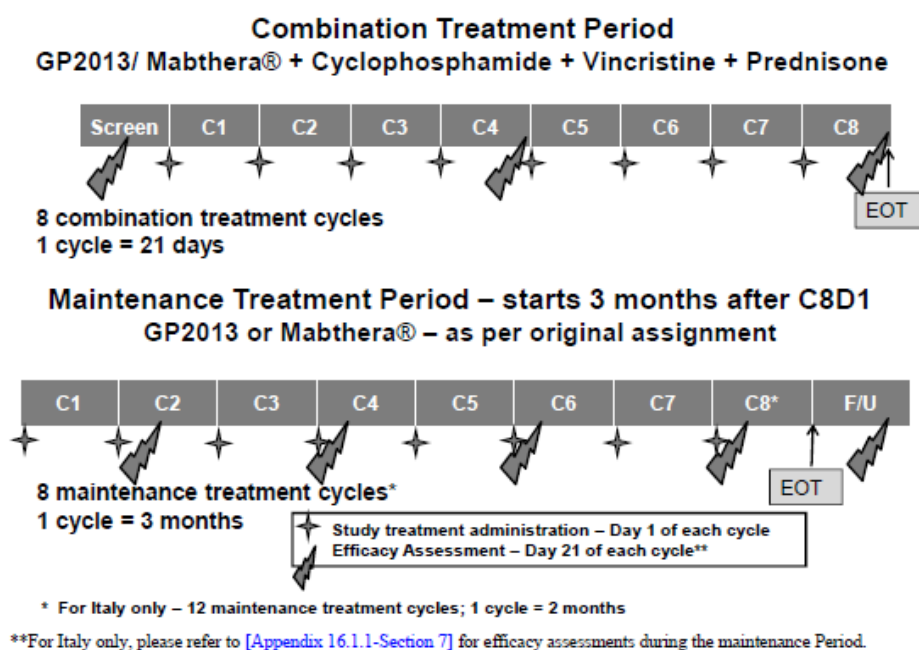 Combination Treatment Period
GP2013/ Mabthera® + Cyclophosphamide + Vincristine + Prednisone
Screen C1 C2 C3 C4 C5 C6 C7 C8
EOT
8 combination treatment cycles
1 cycle = 21 days
Maintenance Treatment Period – starts 3 months after C8D1
GP2013 or Mabthera® – as per original assignment
C1 C2 C3 C4 C5 C6 C7 C8* F/U
EOT
8 maintenance treatment cycles*
1 cycle = 3 months
Study treatment administration – Day 1 of each cycle
Efficacy Assessment – Day 21 of each cycle**
* For Italy only – 12 maintenance treatment cycles; 1 cycle = 2 months
**For Italy only, please refer to [Appendix 16.1.1-Section 7] for efficacy assessments during the maintenance Period.